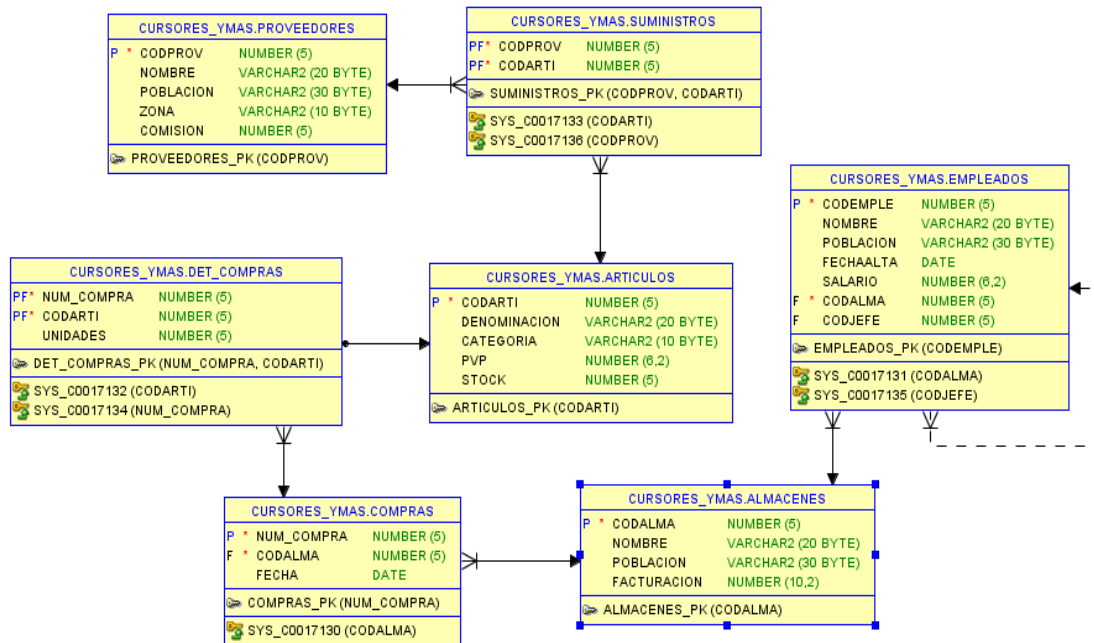 CURSORES_YMAS.PROVEEDORES
P * CODPROV NUMBER (5)
NOMBRE VARCHAR2 (20 BYTE)
POBLACION VARCHAR2 (30 BYTE)
ZONA VARCHAR2 (10 BYTE)
COMISION NUMBER (5)
PROVEEDORES_PK (CODPROV)
CURSORES_YMAS.SUMINISTROS
PF* CODPROV NUMBER (5)
PF* CODARTI NUMBER (5)
SUMINISTROS_PK (CODPROV, CODARTI)
SYS_C0017133 (CODARTI)
SYS_C0017136 (CODPROV)
CURSORES_YMAS.EMPLEADOS
P * CODEMPLE NUMBER (5)
NOMBRE VARCHAR2 (20 BYTE)
POBLACION VARCHAR2 (30 BYTE)
FECHAALTA DATE
SALARIO NUMBER (6,2)
F * CODALMA NUMBER (5)
F CODJEFE NUMBER (5)
EMPLEADOS_PK (CODEMPLE)
SYS_C0017131 (CODALMA)
SYS_C0017135 (CODJEFE)
CURSORES_YMAS.DET_COMPRAS
PF* NUM_COMPRA NUMBER (5)
PF* CODARTI NUMBER (5)
UNIDADES NUMBER (5)
DET_COMPRAS_PK (NUM_COMPRA, CODARTI)
SYS_C0017132 (CODARTI)
SYS_C0017134 (NUM_COMPRA)
CURSORES_YMAS.ARTICULOS
P * CODARTI NUMBER (5)
DENOMINACION VARCHAR2 (20 BYTE)
CATEGORIA VARCHAR2 (10 BYTE)
PVP NUMBER (6,2)
STOCK NUMBER (5)
ARTICULOS_PK (CODARTI)
CURSORES_YMAS.COMPRAS
P * NUM_COMPRA NUMBER (5)
F * CODALMA NUMBER (5)
FECHA DATE
COMPRAS_PK (NUM_COMPRA)
SYS_C0017130 (CODALMA)
CURSORES_YMAS.ALMACENES
P * CODALMA NUMBER (5)
NOMBRE VARCHAR2 (20 BYTE)
POBLACION VARCHAR2 (30 BYTE)
FACTURACION NUMBER (10,2)
ALMACENES_PK (CODALMA)